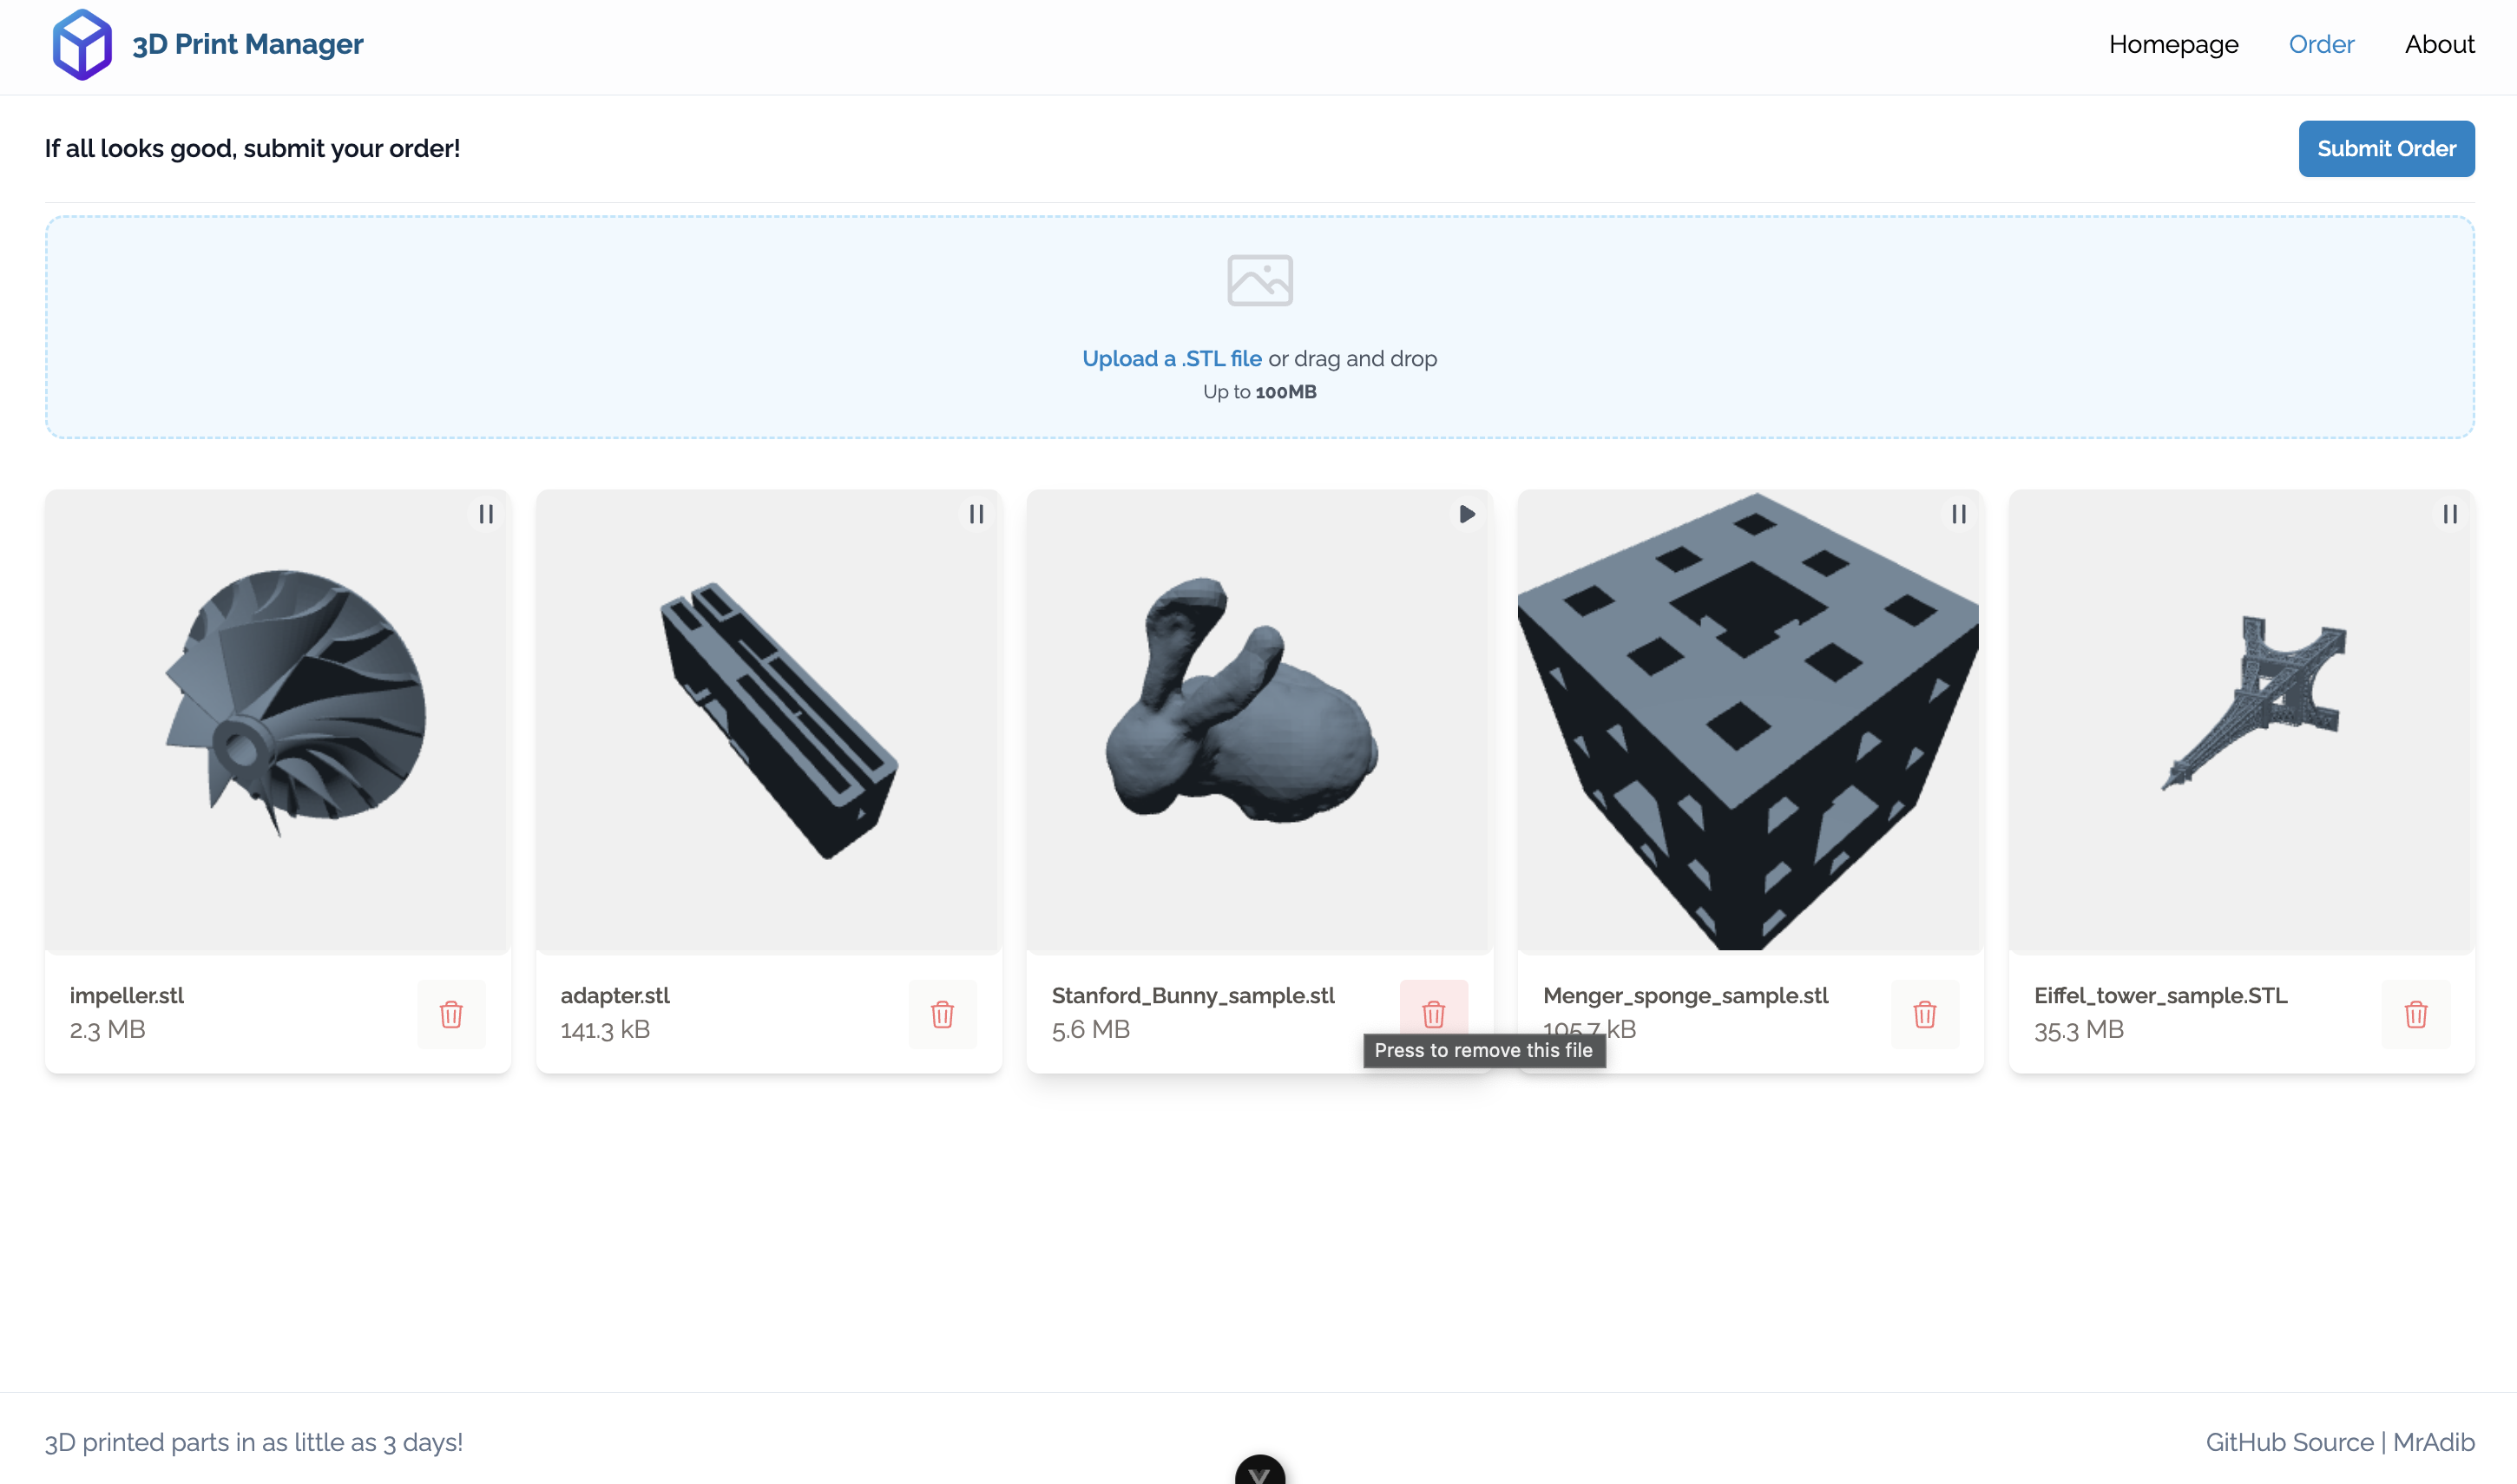 3D Print Manager
Homepage
Order
About
If all looks good, submit your order!
Submit Order
Upload a .STL file or drag and drop
Up to 100MB
impeller.stl
2.3 MB
adapter.stl
141.3 kB
Stanford_Bunny_sample.stl
5.6 MB
Menger_sponge_sample.stl
105.7 kB
Eiffel_tower_sample.STL
35.3 MB
Press to remove this file
3D printed parts in as little as 3 days!
GitHub Source | MrAdib